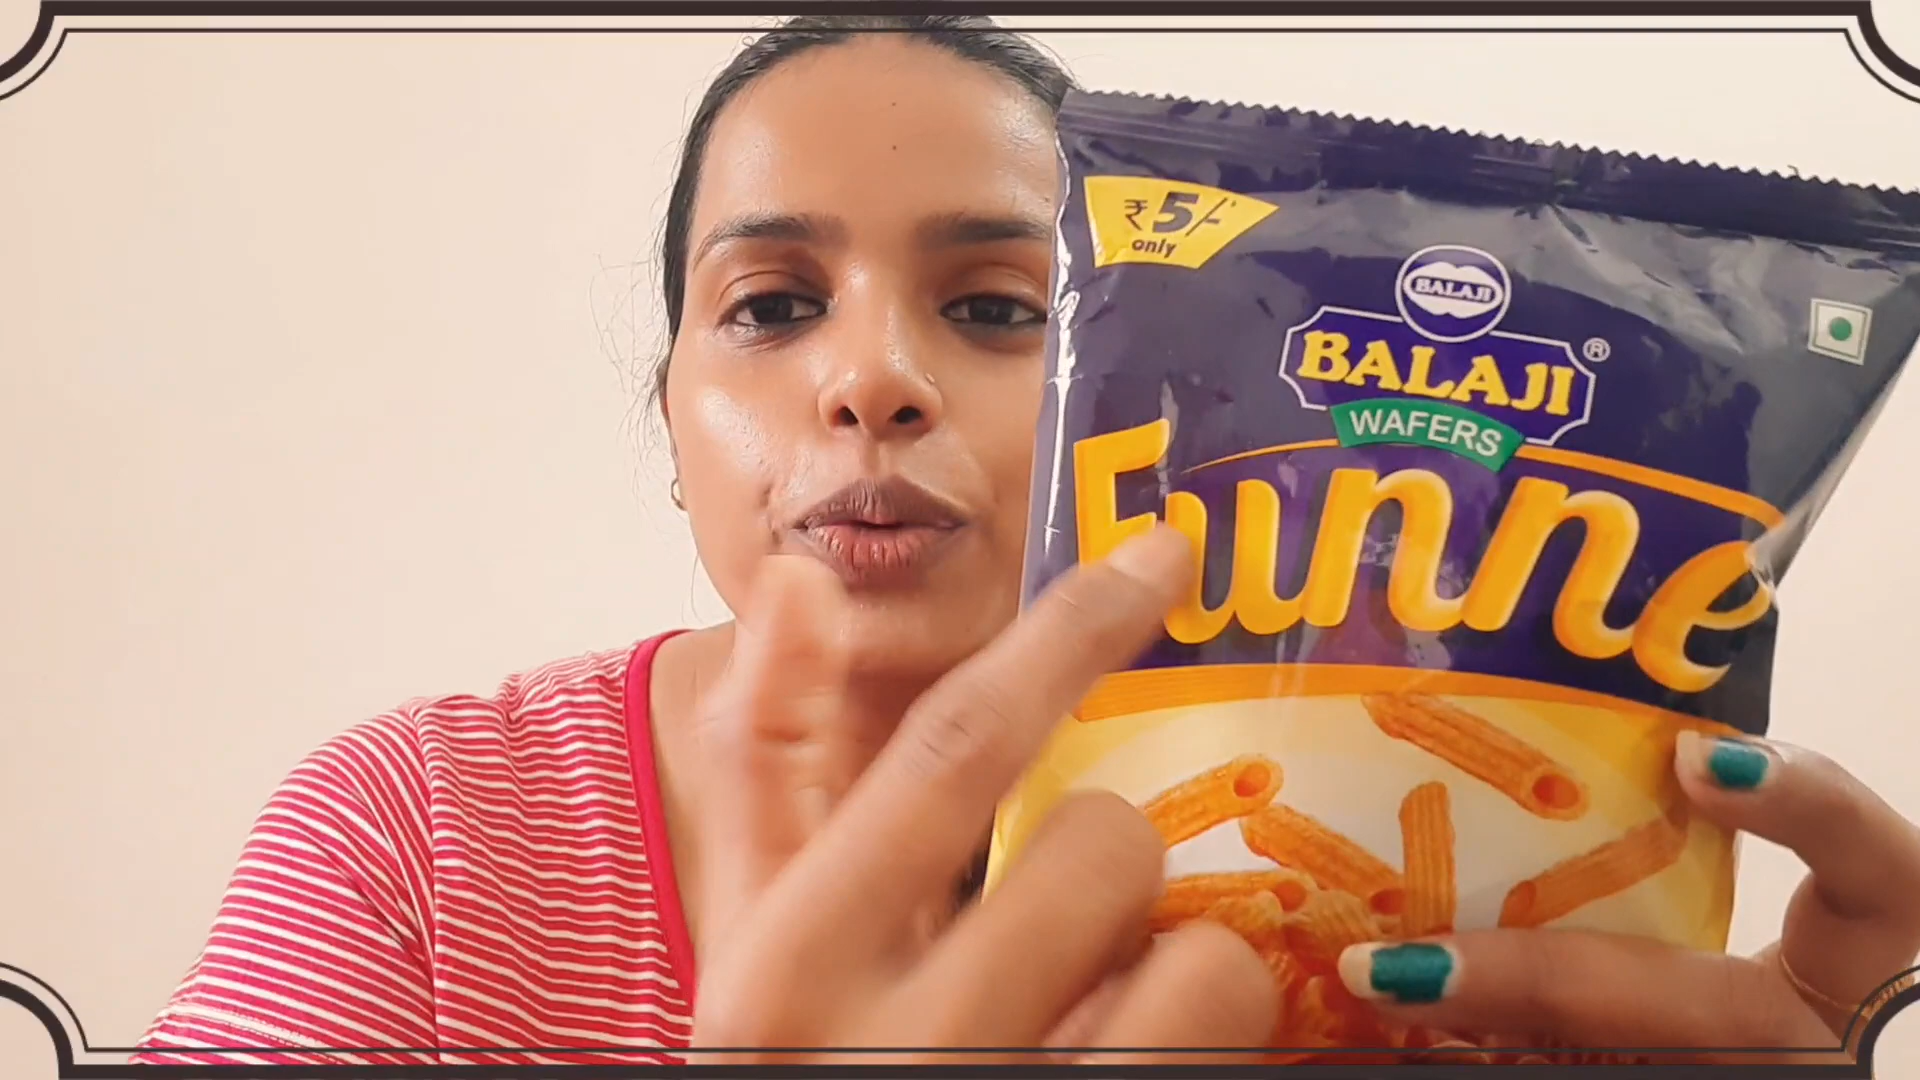 ₹ 5/-
only
BALAJI
BALAJI ®
WAFERS
Funne